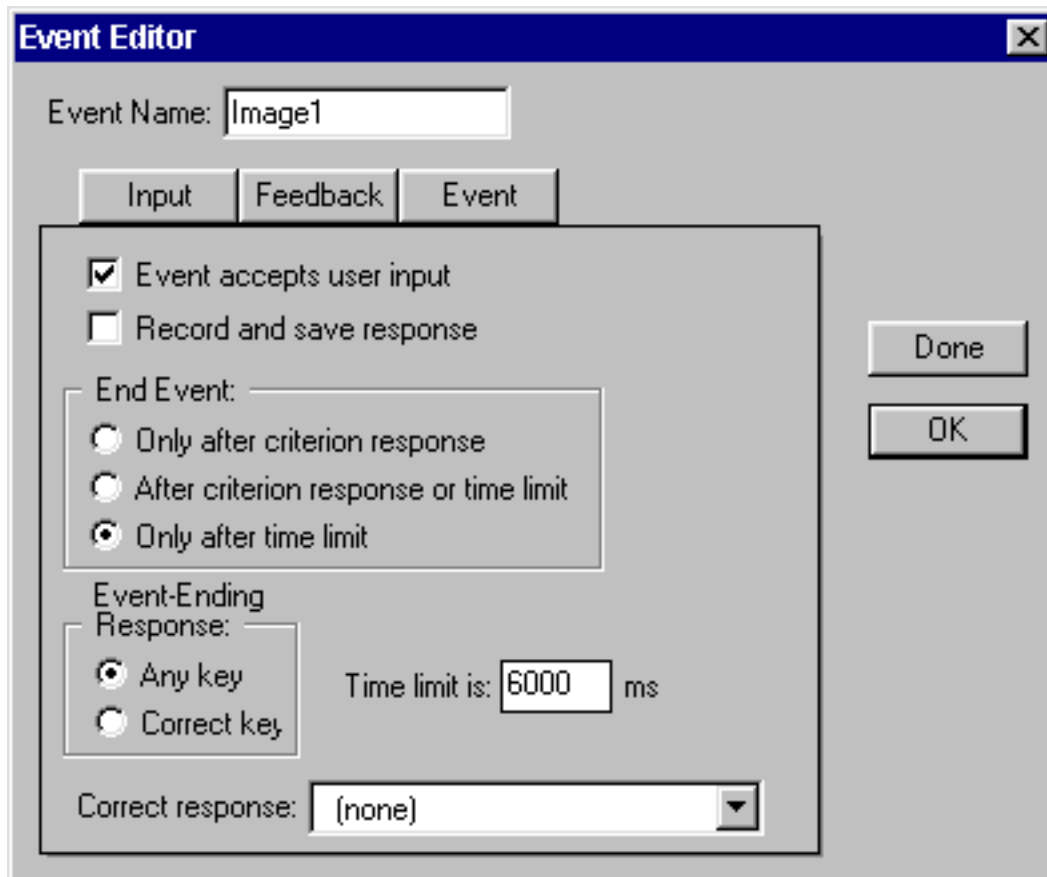 Event Editor
Event Name: Image1
Input Feedback Event
Event accepts user input
Record and save response
Done
End Event:
OK
Only after criterion response
After criterion response or time limit
Only after time limit
Event-Ending
Response:
Any key
Time limit is: 6000 ms
Correct key
Correct response: (none)